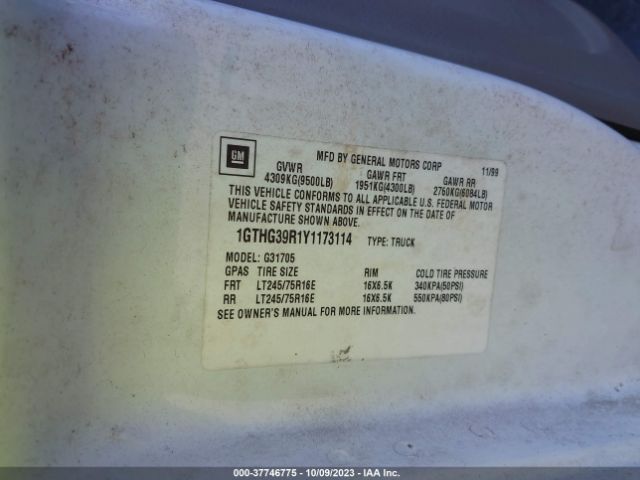 GM
MFD BY GENERAL MOTORS CORP 11/99
GVWR GAWR FRT GAWR RR
4309KG(9500LB) 1951KG(4300LB) 2760KG(6084LB)
THIS VEHICLE CONFORMS TO ALL APPLICABLE U.S. FEDERAL MOTOR
VEHICLE SAFETY STANDARDS IN EFFECT ON THE DATE OF
MANUFACTURE SHOWN ABOVE.
1GTHG39R1Y1173114 TYPE: TRUCK
MODEL: G31705
GPAS TIRE SIZE RIM COLD TIRE PRESSURE
FRT LT245/75R16E 16X6.5K 340KPA(50PSI)
RR LT245/75R16E 16X6.5K 550KPA(80PSI)
SEE OWNER'S MANUAL FOR MORE INFORMATION.
000-37746775 - 10/09/2023 - IAA Inc.